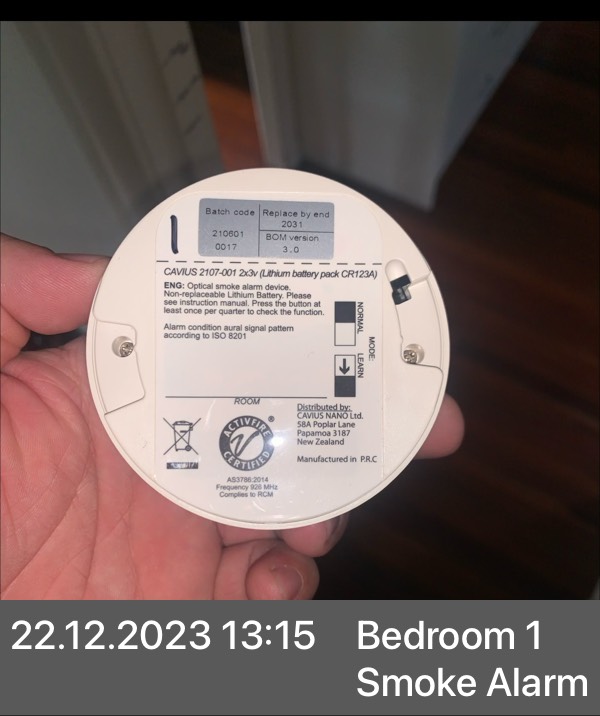 Batch code
210601
0017
Replace by end
2031
BOM version
3.0
CAVIUS 2107-001 2x3v (Lithium battery pack CR123A)
ENG: Optical smoke alarm device.
Non-replaceable Lithium Battery. Please
see instruction manual. Press the button at
least once per quarter to check the function.
Alarm condition aural signal pattern
according to ISO 8201
MODE:
NORMAL
LEARN
ROOM
ACTIVFIRE
®
CERTIFIED
AS3786:2014
Frequency 926 MHz
Complies to RCM
Distributed by:
CAVIUS NANO Ltd.
58A Poplar Lane
Papamoa 3187
New Zealand
Manufactured in P.R.C
22.12.2023 13:15
Bedroom 1
Smoke Alarm